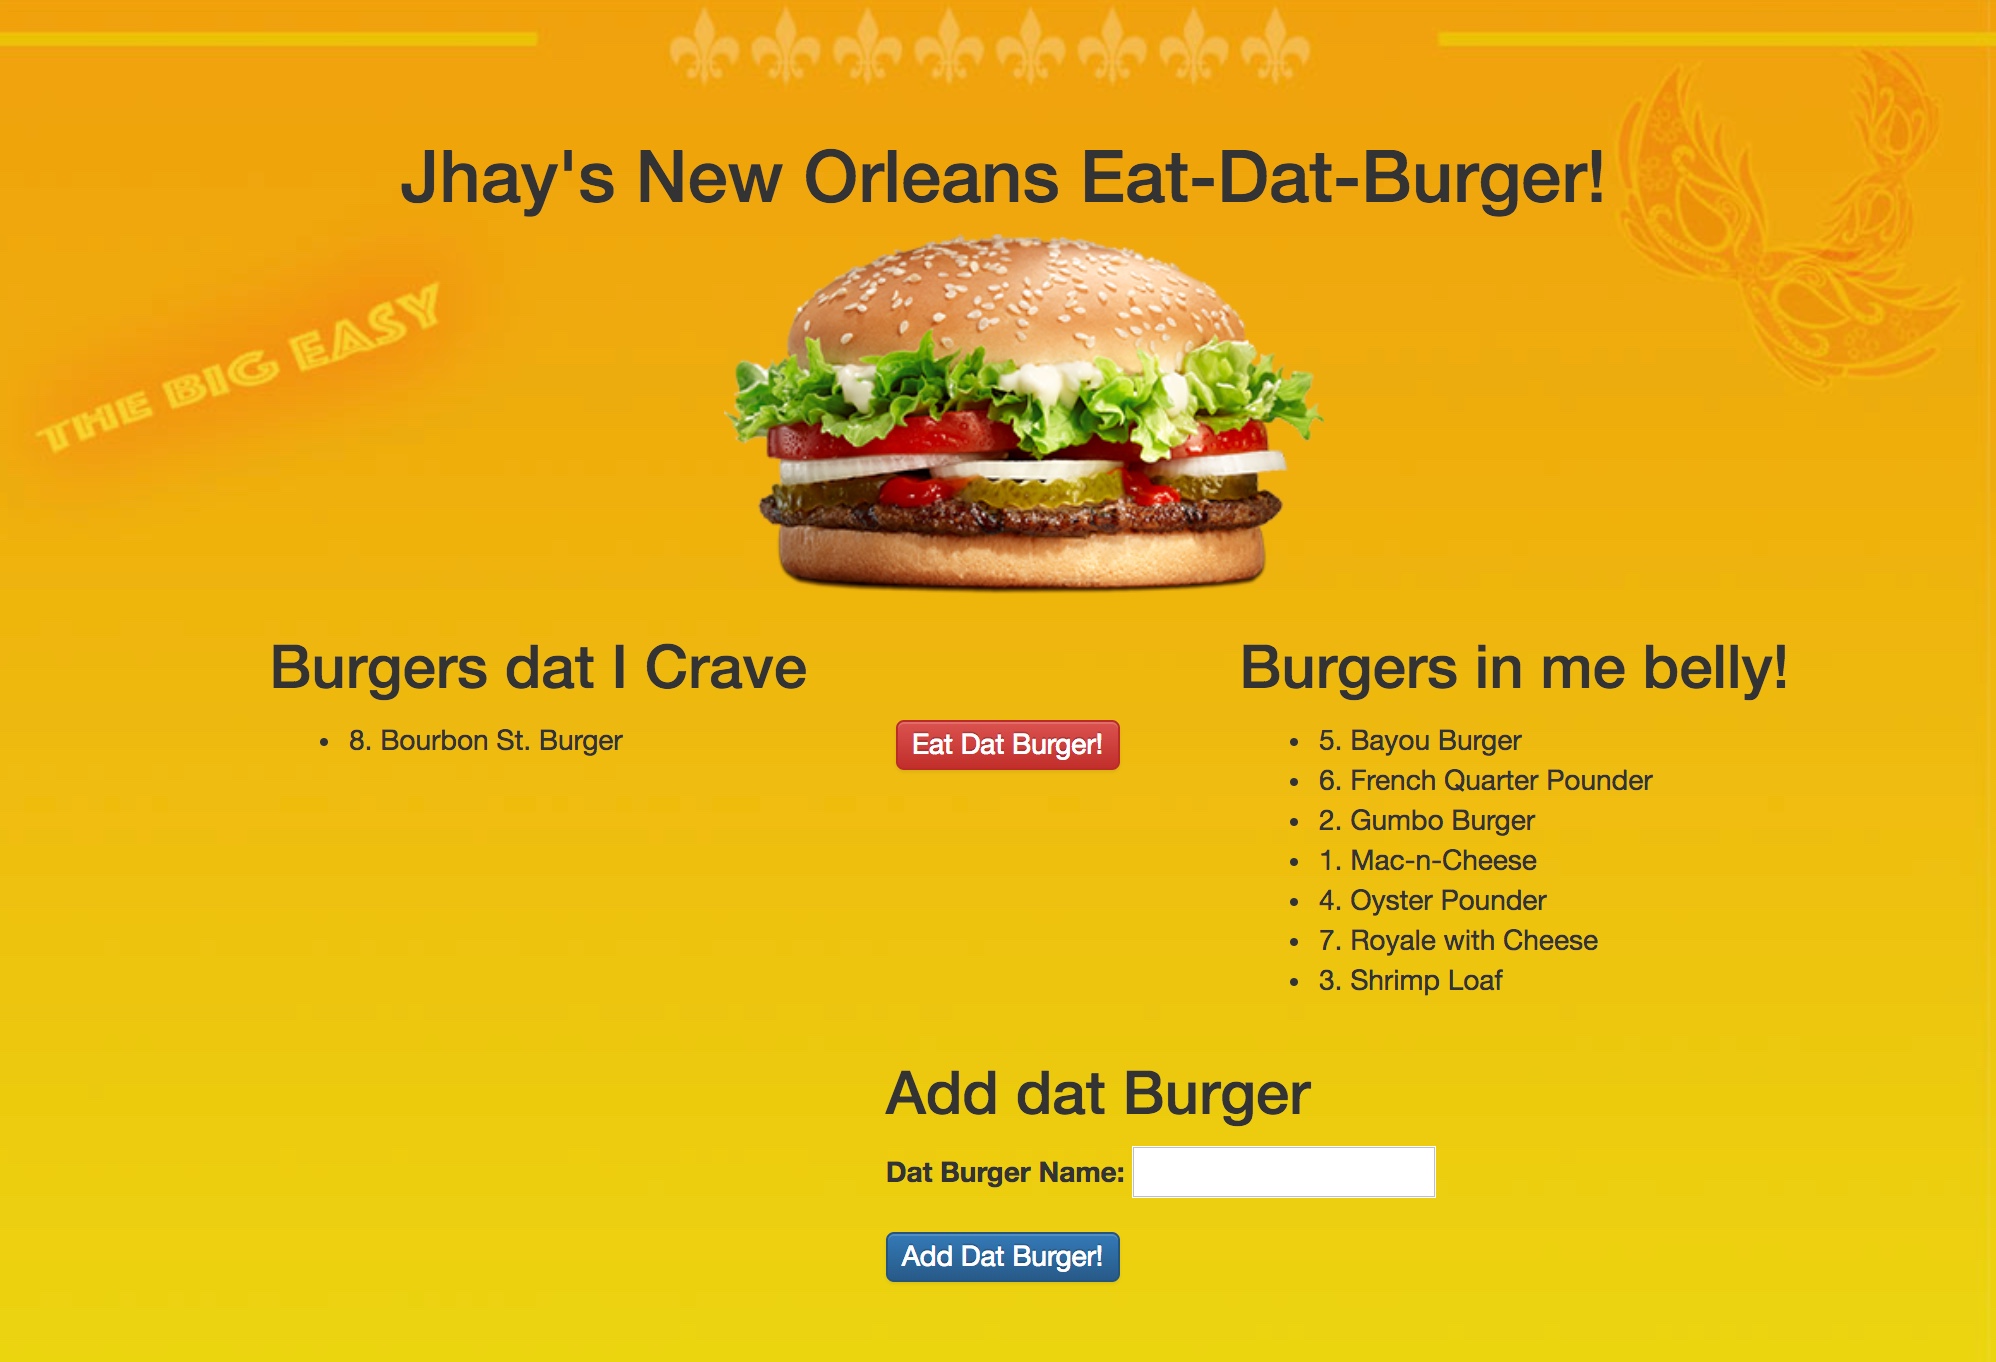 Jhay's New Orleans Eat-Dat-Burger!
THE BIG EASY
Burgers dat I Crave
8. Bourbon St. Burger
Eat Dat Burger!
Burgers in me belly!
5. Bayou Burger
6. French Quarter Pounder
2. Gumbo Burger
1. Mac-n-Cheese
4. Oyster Pounder
7. Royale with Cheese
3. Shrimp Loaf
Add dat Burger
Dat Burger Name:
Add Dat Burger!